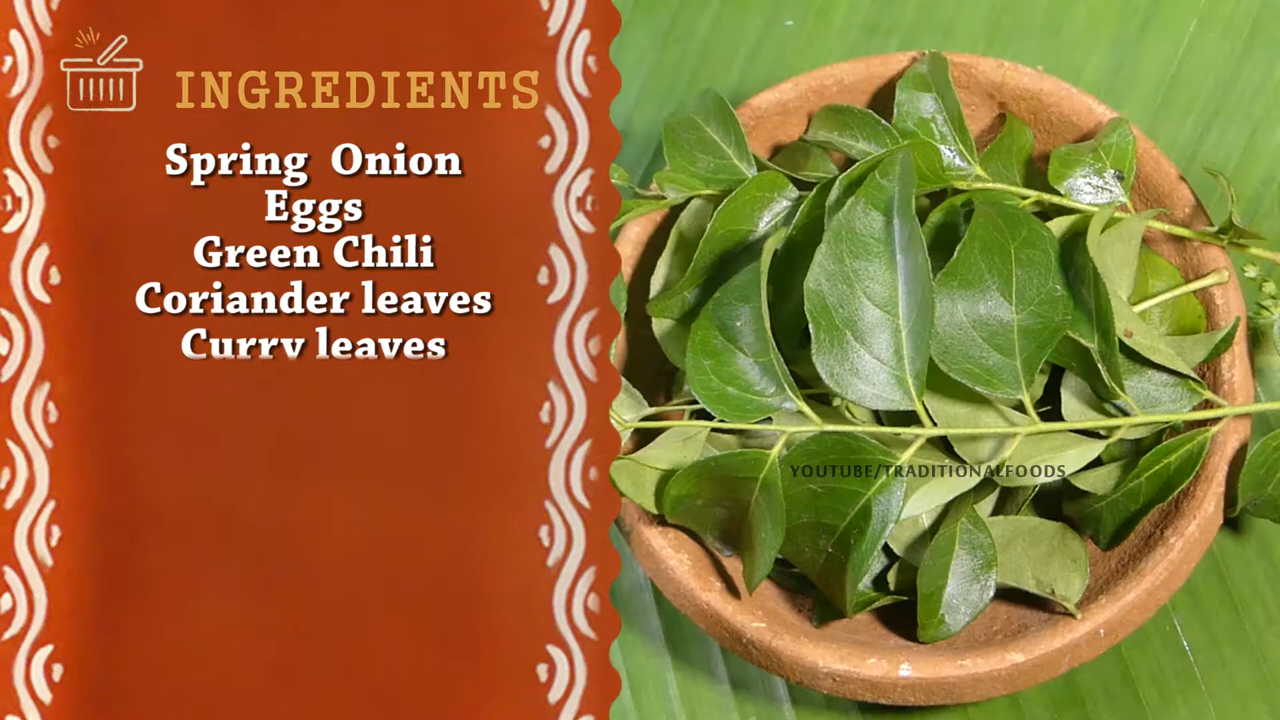 INGREDIENTS
Spring Onion
Eggs
Green Chili
Coriander leaves
Curry leaves
YOUTUBE/TRADITIONALFOODS